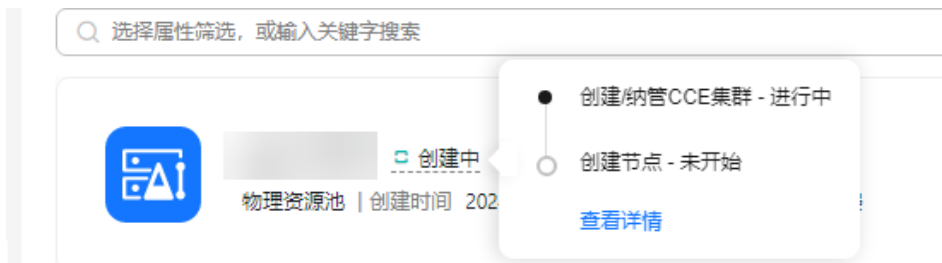 选择属性筛选，或输入关键字搜索
创建/纳管CCE集群 - 进行中
创建中
创建节点 - 未开始
物理资源池 | 创建时间 202
查看详情